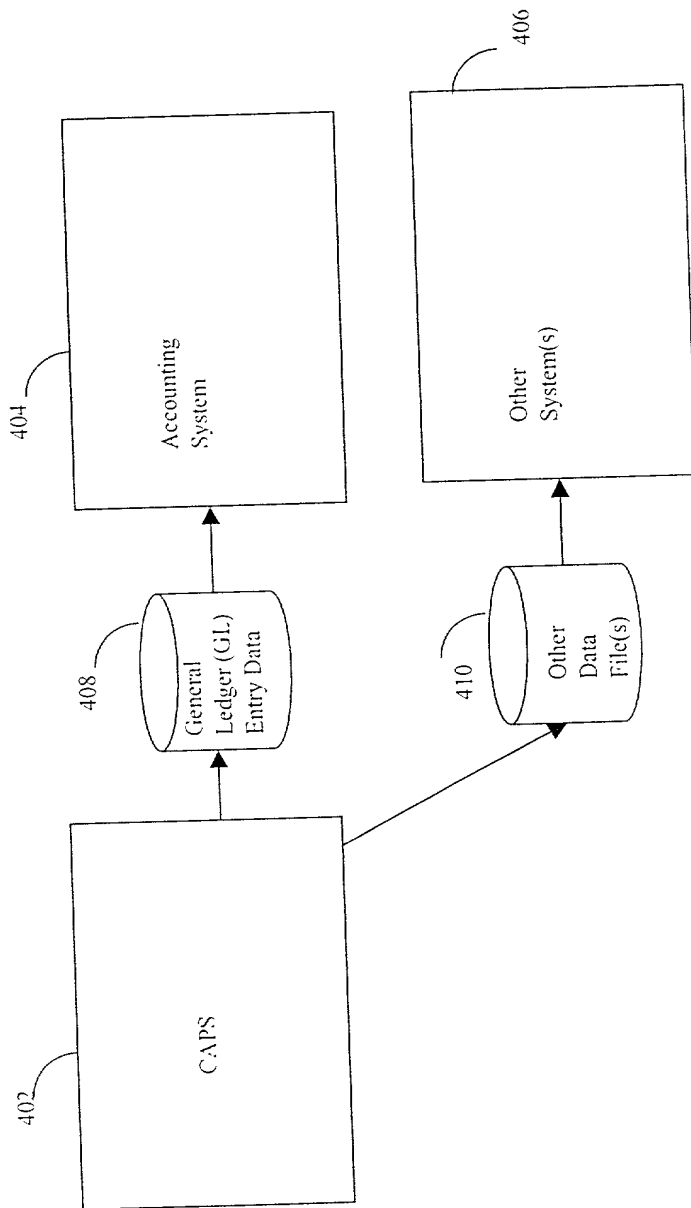 402
CAPS
408
General
Ledger (GL)
Entry Data
404
Accounting
System
410
Other
Data
File(s)
406
Other
System(s)